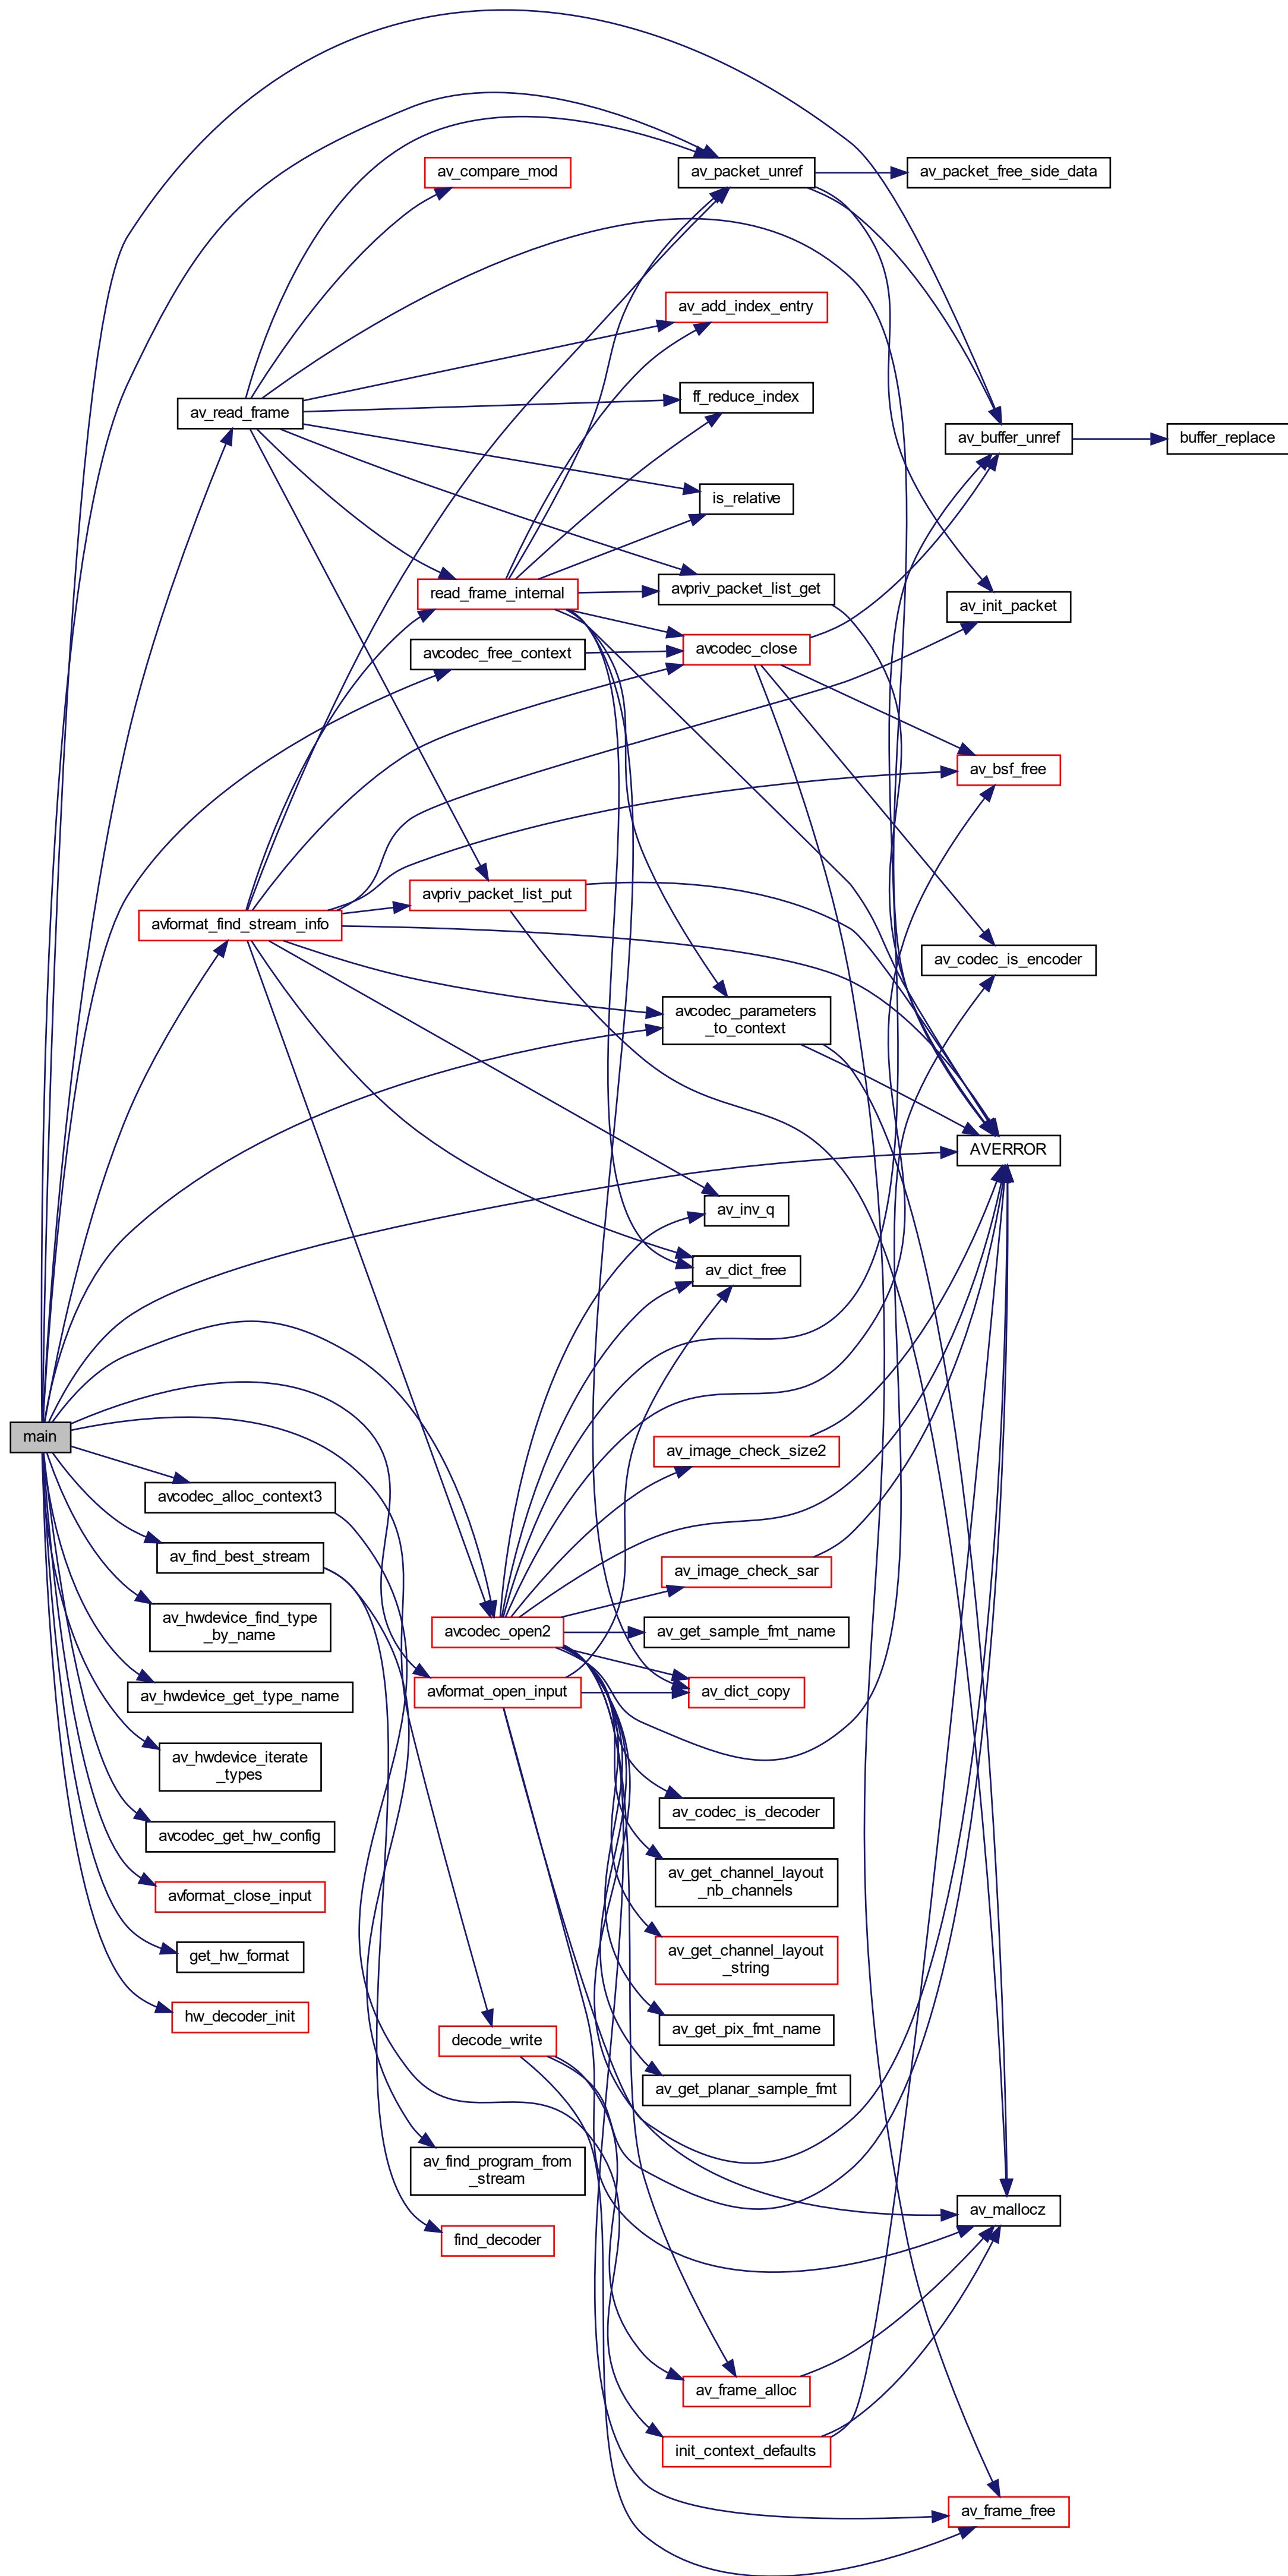 av_packet_unref
av_packet_free_side_data
av_compare_mod
av_add_index_entry
ff_reduce_index
av_read_frame
av_buffer_unref
buffer_replace
is_relative
read_frame_internal
avpriv_packet_list_get
av_init_packet
avcodec_free_context
avcodec_close
av_bsf_free
avpriv_packet_list_put
avformat_find_stream_info
av_codec_is_encoder
avcodec_parameters
_to_context
AVERROR
av_inv_q
av_dict_free
main
av_image_check_size2
avcodec_alloc_context3
av_find_best_stream
av_image_check_sar
av_hwdevice_find_type
_by_name
avcodec_open2
av_get_sample_fmt_name
av_hwdevice_get_type_name
avformat_open_input
av_dict_copy
av_hwdevice_iterate
_types
av_codec_is_decoder
avcodec_get_hw_config
av_get_channel_layout
_nb_channels
avformat_close_input
av_get_channel_layout
_string
get_hw_format
hw_decoder_init
av_get_pix_fmt_name
decode_write
av_get_planar_sample_fmt
av_find_program_from
_stream
av_mallocz
find_decoder
av_frame_alloc
init_context_defaults
av_frame_free